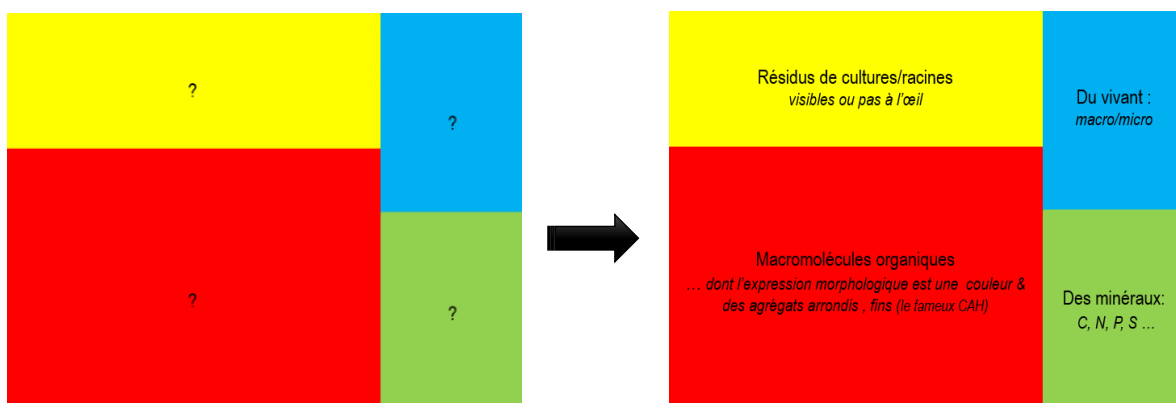 ?
?
?
?
Résidus de cultures/racines
visibles ou pas à l'œil
Du vivant :
macro/micro
Macromolécules organiques
… dont l'expression morphologique est une couleur &
des agrégats arrondis , fins (le fameux CAH)
Des minéraux:
C, N, P, S …